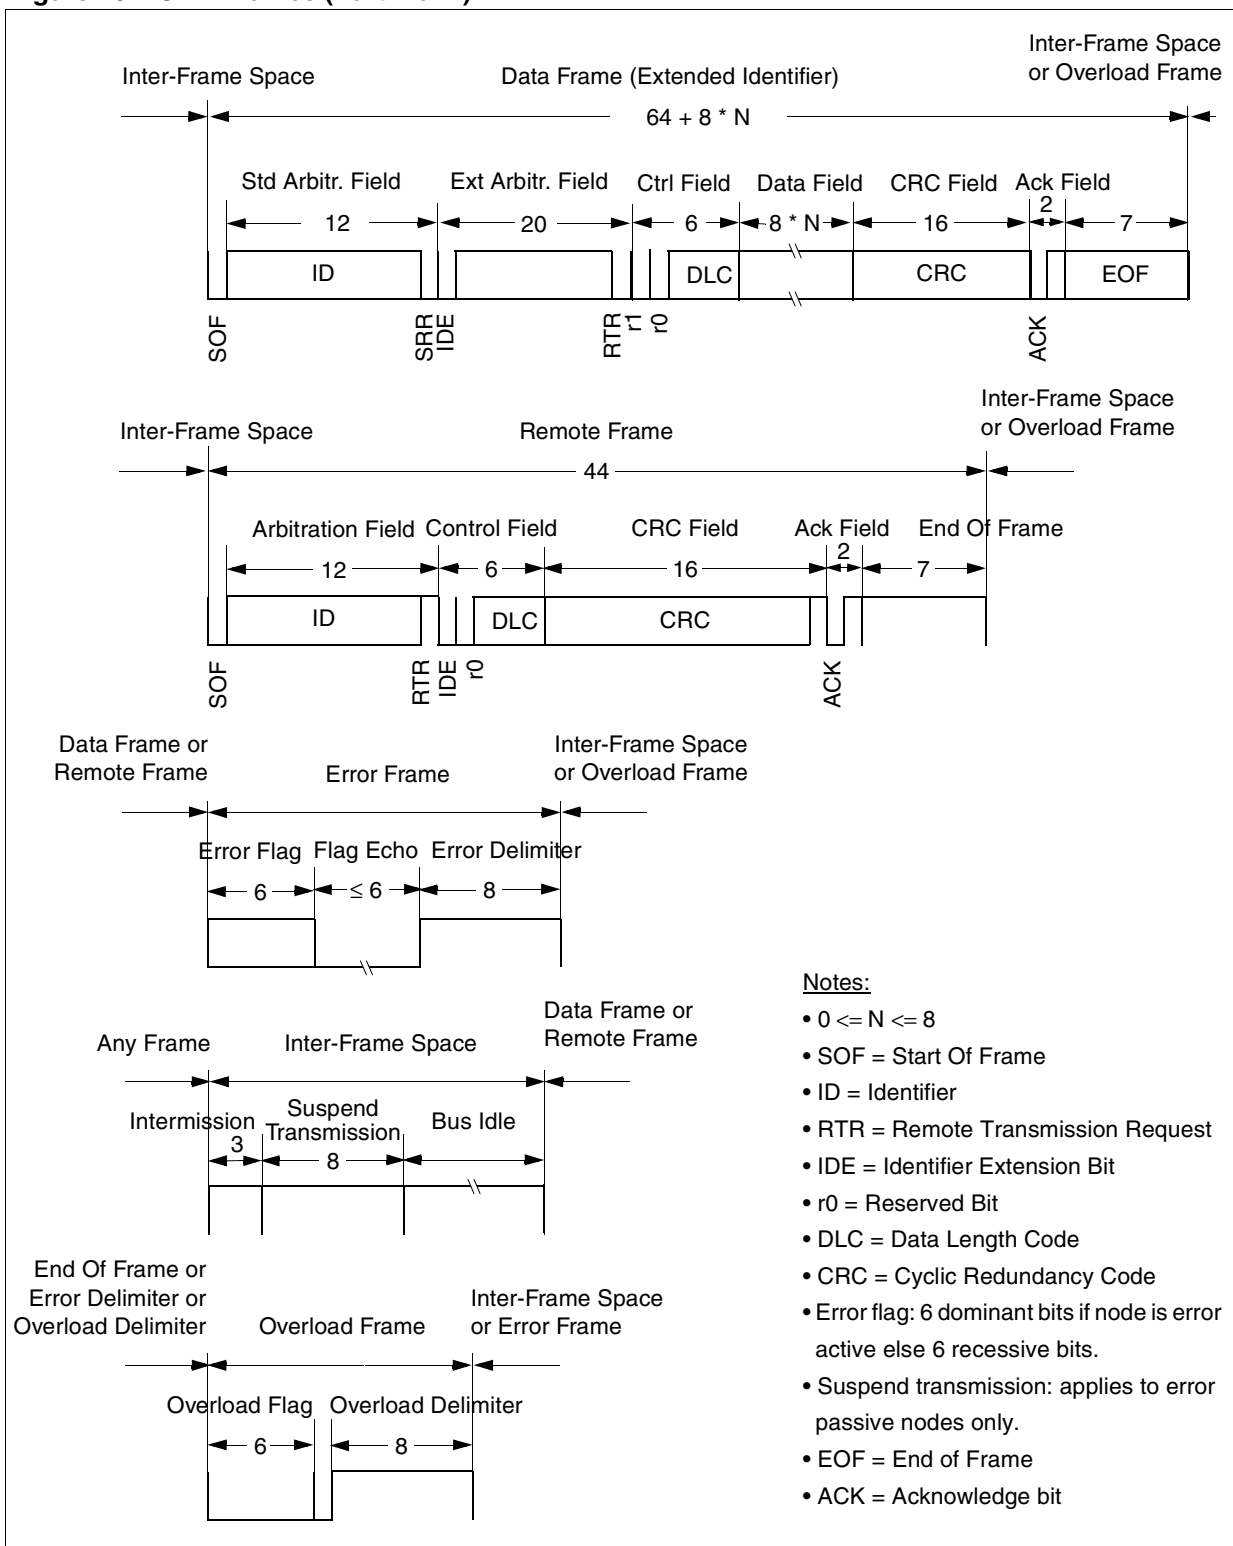 Inter-Frame Space
or Overload Frame
Inter-Frame Space
Data Frame (Extended Identifier)
64 + 8 * N
Std Arbitr. Field
Ext Arbitr. Field
Ctrl Field
Data Field
CRC Field
Ack Field
12
20
6
8 * N
16
2
7
ID
DLC
CRC
EOF
SOF
SRR
IDE
RTR
r1
r0
ACK
Inter-Frame Space
or Overload Frame
Inter-Frame Space
Remote Frame
44
Arbitration Field
Control Field
CRC Field
Ack Field
End Of Frame
12
6
16
2
7
ID
DLC
CRC
SOF
RTR
IDE
r0
ACK
Data Frame or
Remote Frame
Error Frame
Inter-Frame Space
or Overload Frame
Error Flag
Flag Echo
Error Delimiter
6
≤ 6
8
Any Frame
Inter-Frame Space
Data Frame or
Remote Frame
Intermission
Suspend
Transmission
Bus Idle
3
8
End Of Frame or
Error Delimiter or
Overload Delimiter
Overload Frame
Inter-Frame Space
or Error Frame
Overload Flag
Overload Delimiter
6
8
Notes:
• 0 <= N <= 8
• SOF = Start Of Frame
• ID = Identifier
• RTR = Remote Transmission Request
• IDE = Identifier Extension Bit
• r0 = Reserved Bit
• DLC = Data Length Code
• CRC = Cyclic Redundancy Code
• Error flag: 6 dominant bits if node is error
active else 6 recessive bits.
• Suspend transmission: applies to error
passive nodes only.
• EOF = End of Frame
• ACK = Acknowledge bit